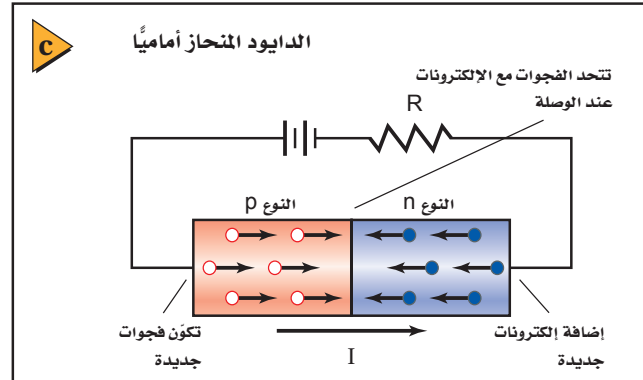 c
الدايود المنحاز أماميًّا
تتحد الفجوات مع الإلكترونات
عند الوصلة
R
النوع p
النوع n
تكوّن فجوات
جديدة
I
إضافة إلكترونات
جديدة